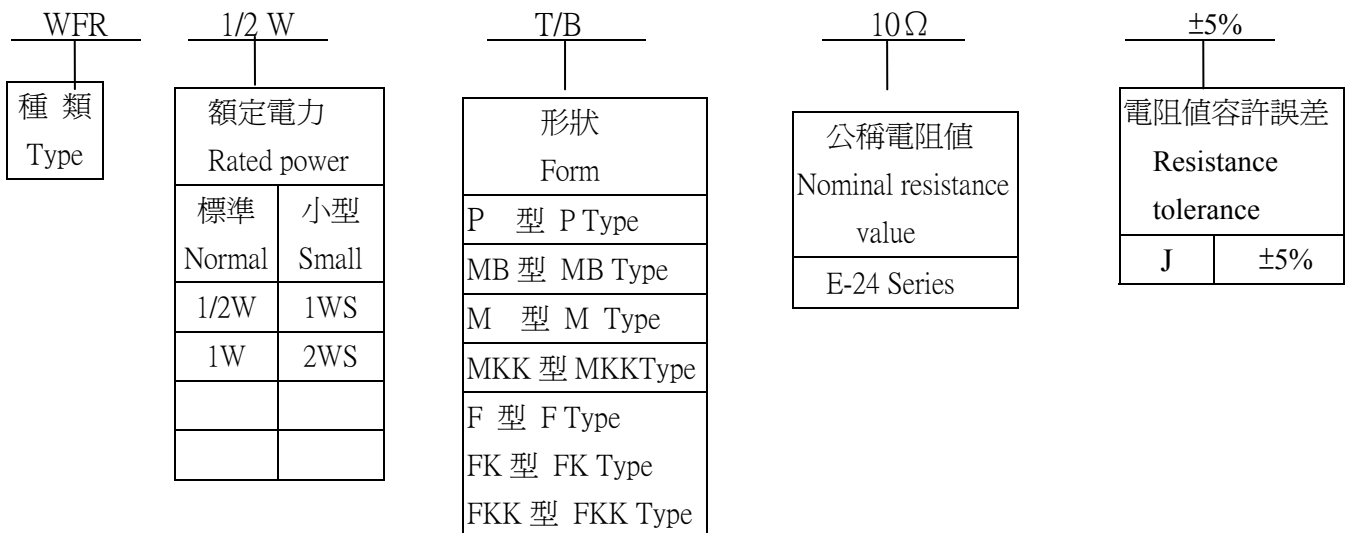 WFR 1/2 W T/B 10Ω ±5%
種 類
Type
額定電力
Rated power
標準 小型
Normal Small
1/2W 1WS
1W 2WS
形狀
Form
P 型 P Type
MB 型 MB Type
M 型 M Type
MKK 型 MKKType
F 型 F Type
FK 型 FK Type
FKK 型 FKK Type
公稱電阻值
Nominal resistance
value
E-24 Series
電阻值容許誤差
Resistance
tolerance
J ±5%